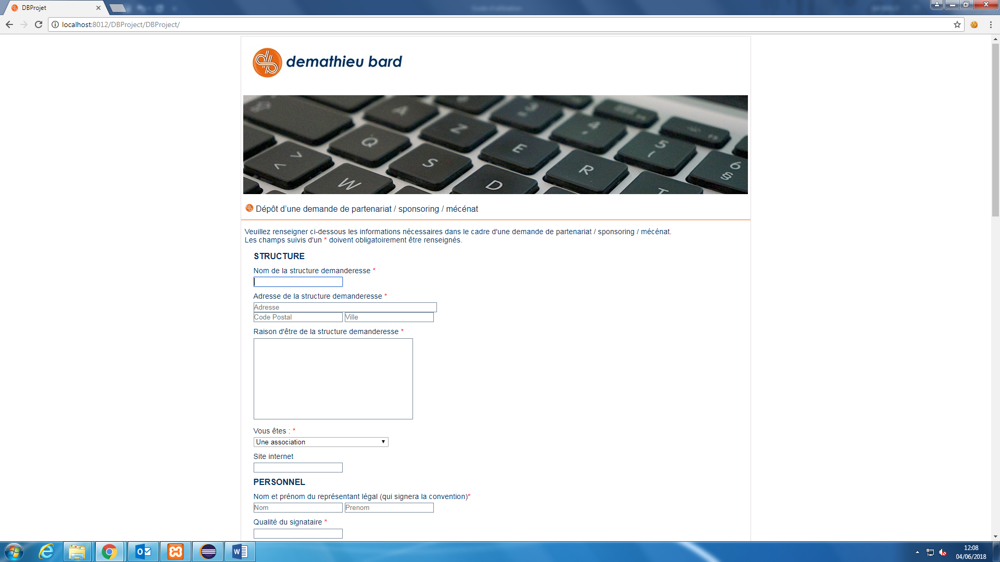 DBProjet
localhost:8012/DBProject/DBProject/
demathieu bard
A 3 4
Q Z E 5
> < S R 6 §
W D T
Dépôt d'une demande de partenariat / sponsoring / mécénat
Veuillez renseigner ci-dessous les informations nécessaires dans le cadre d'une demande de partenariat / sponsoring / mécénat.
Les champs suivis d'un * doivent obligatoirement être renseignés.
STRUCTURE
Nom de la structure demanderesse *
Adresse de la structure demanderesse *
Adresse
Code Postal Ville
Raison d'être de la structure demanderesse *
Vous êtes : *
Une association
Site internet
PERSONNEL
Nom et prénom du représentant légal (qui signera la convention)*
Nom Prenom
Qualité du signataire *
12:08
04/06/2018